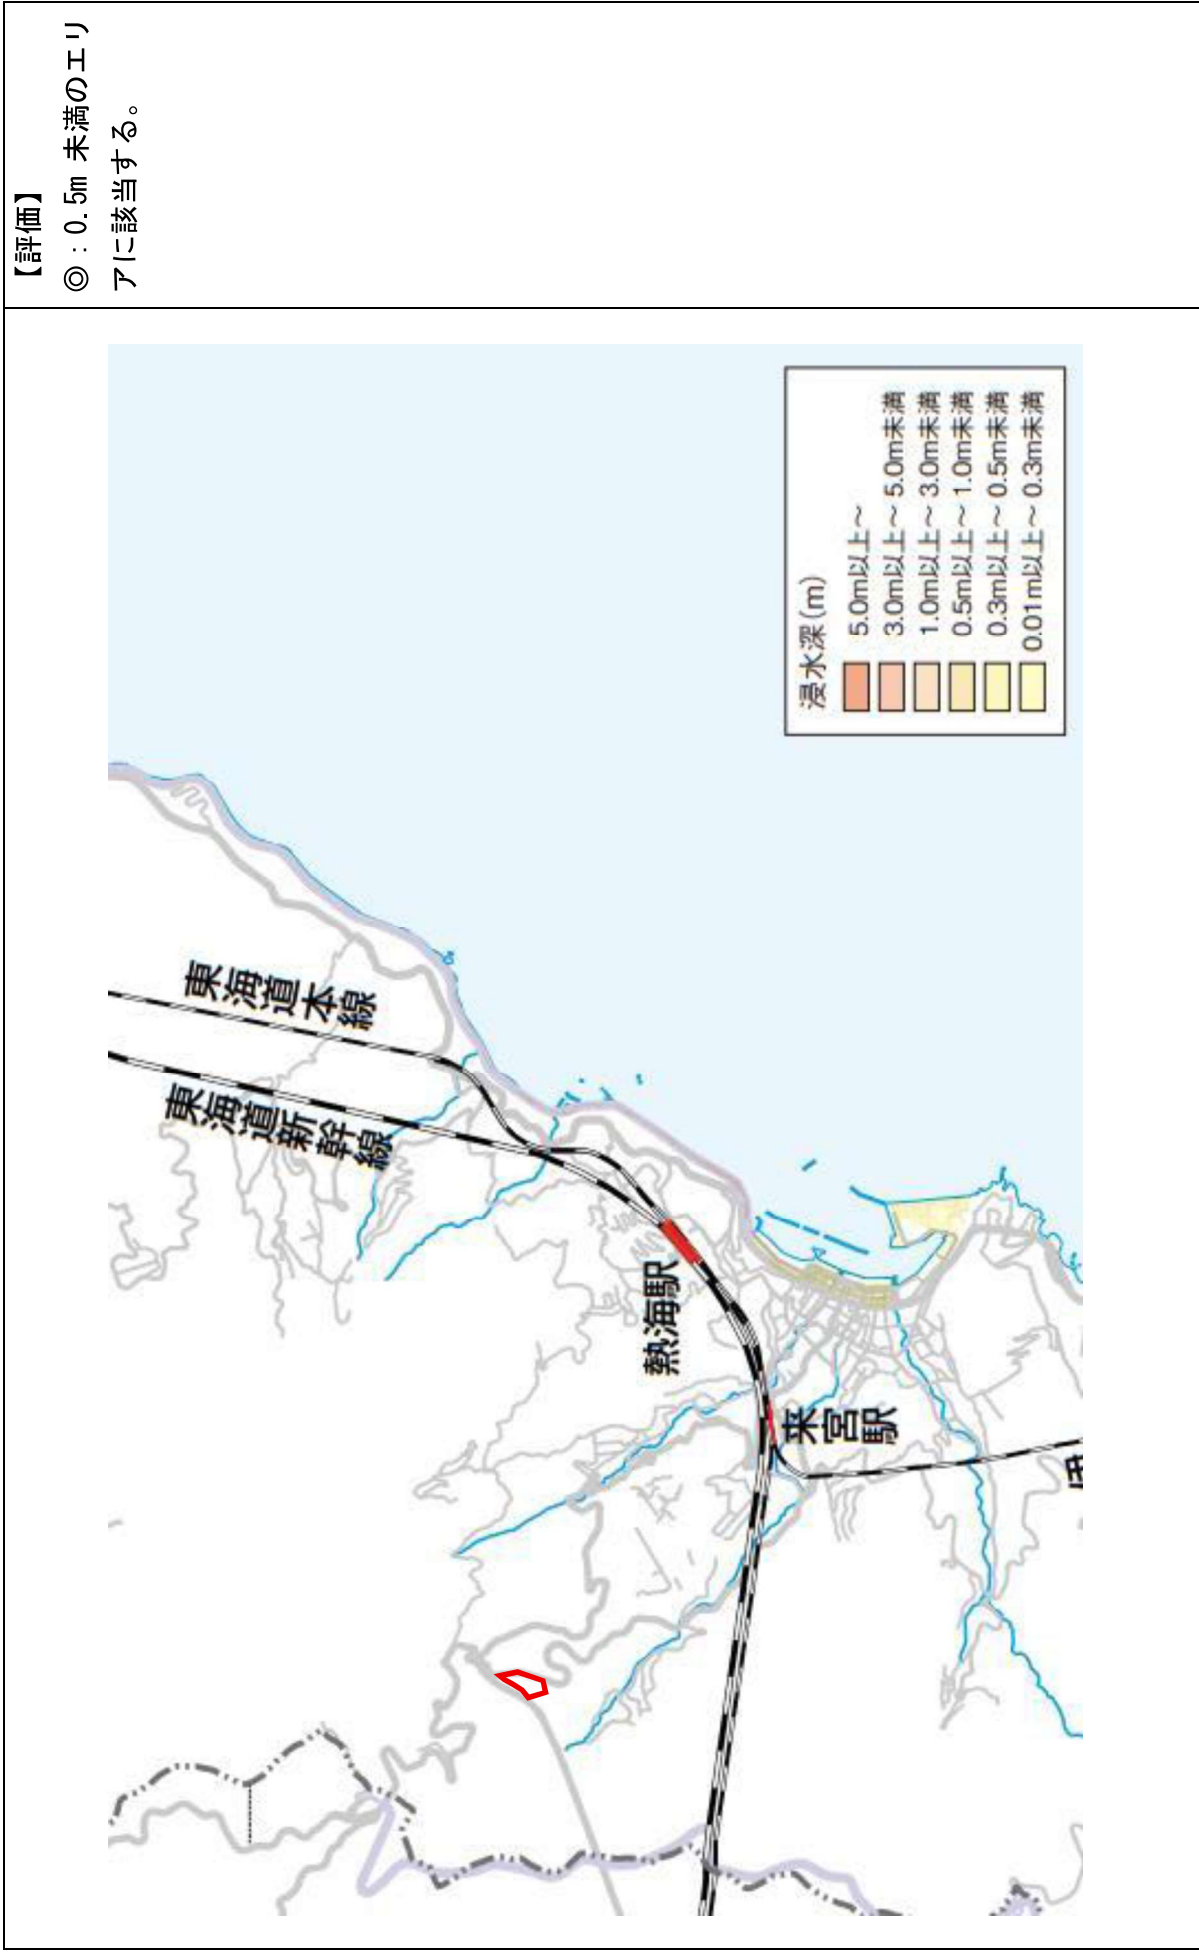 【評価】
◎：0.5m 未満のエリ
アに該当する。
東海道本線
東海道新幹線
熱海駅
来宮駅
浸水深(m)
5.0m以上～
3.0m以上～ 5.0m未満
1.0m以上～ 3.0m未満
0.5m以上～ 1.0m未満
0.3m以上～ 0.5m未満
0.01m以上～ 0.3m未満